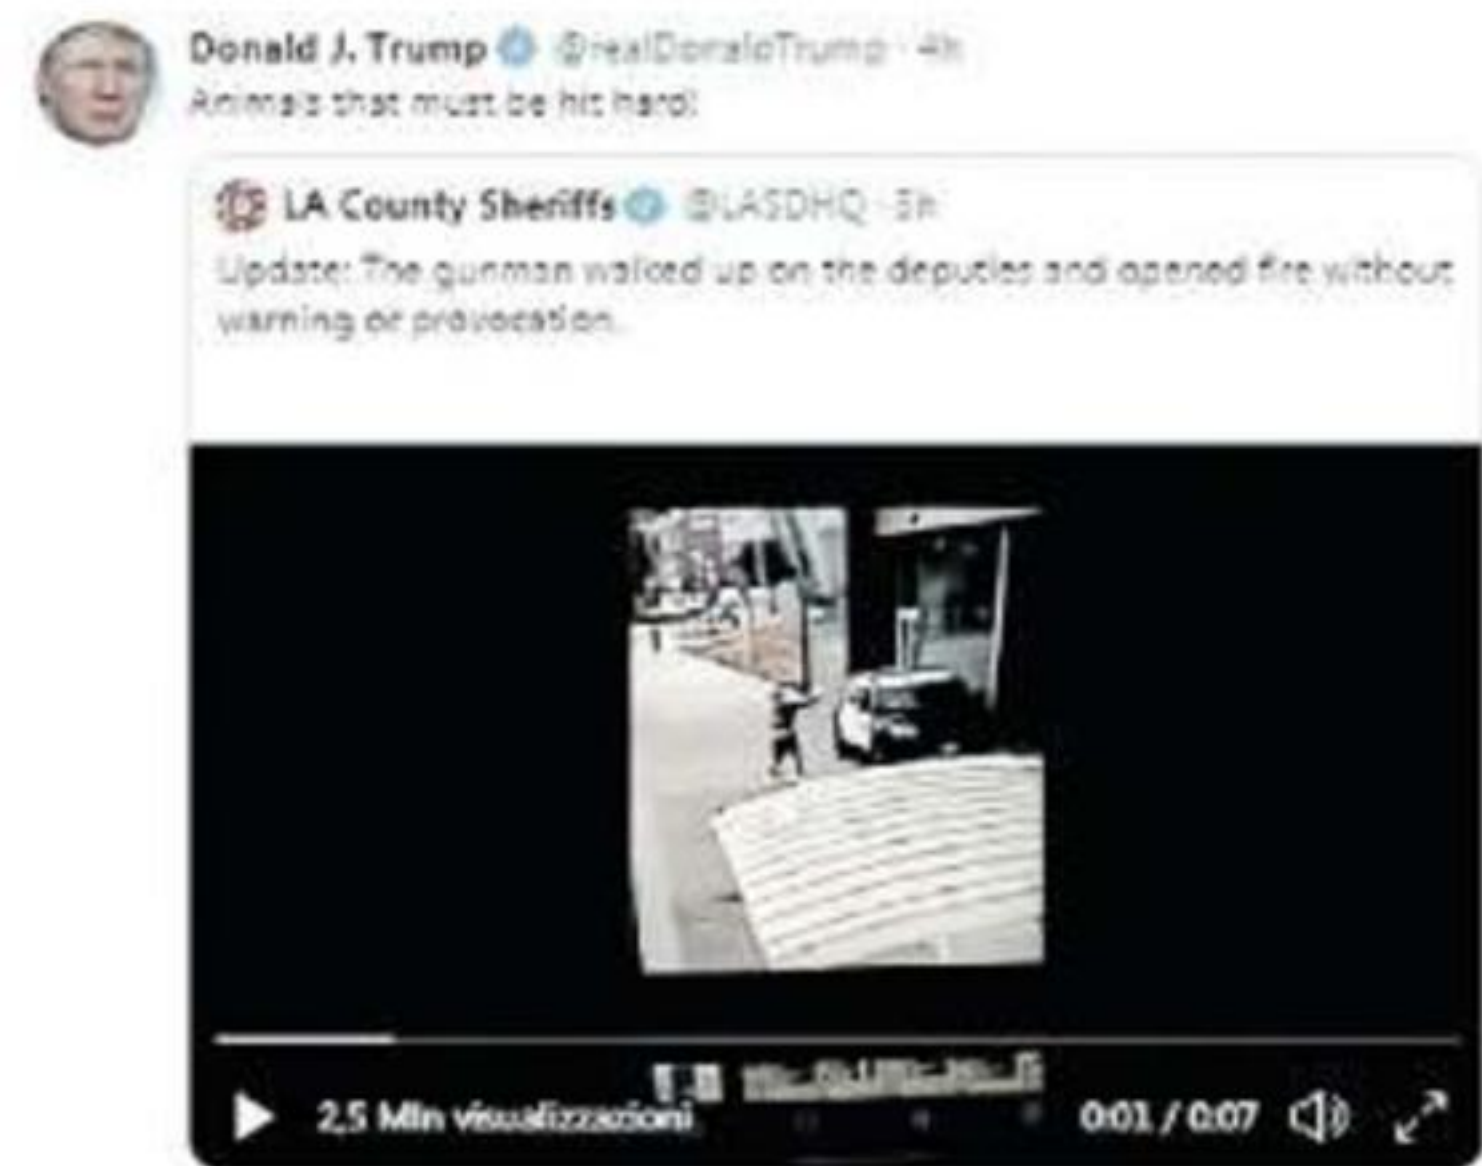 Donald J. Trump @realDonaldTrump · 4h
Animals that must be hit hard!
LA County Sheriffs @LASDHQ · 5h
Update: The gunman walked up on the deputies and opened fire without
warning or provocation.
2,5 Mln visualizzazioni 0:01 / 0:07